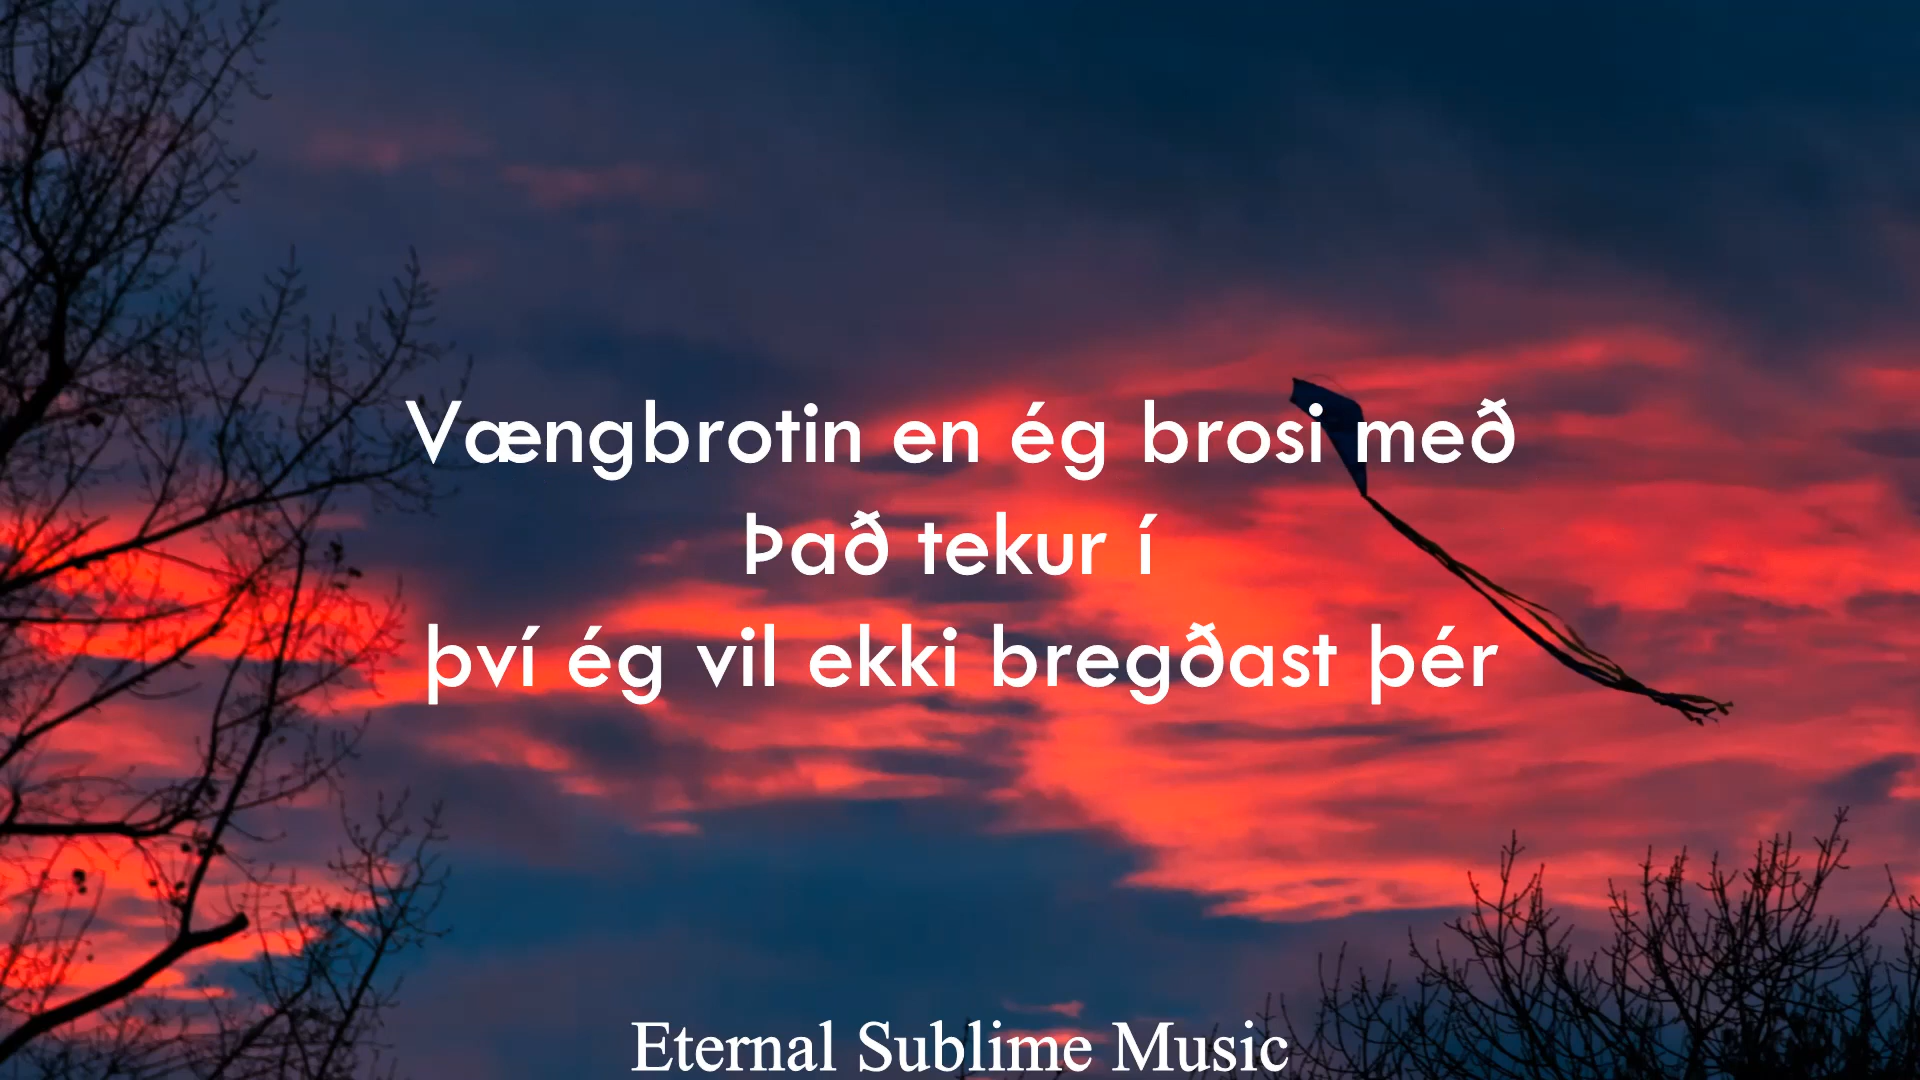 Vængbrotin en ég brosi með
Það tekur í
því ég vil ekki bregðast þér
Eternal Sublime Music